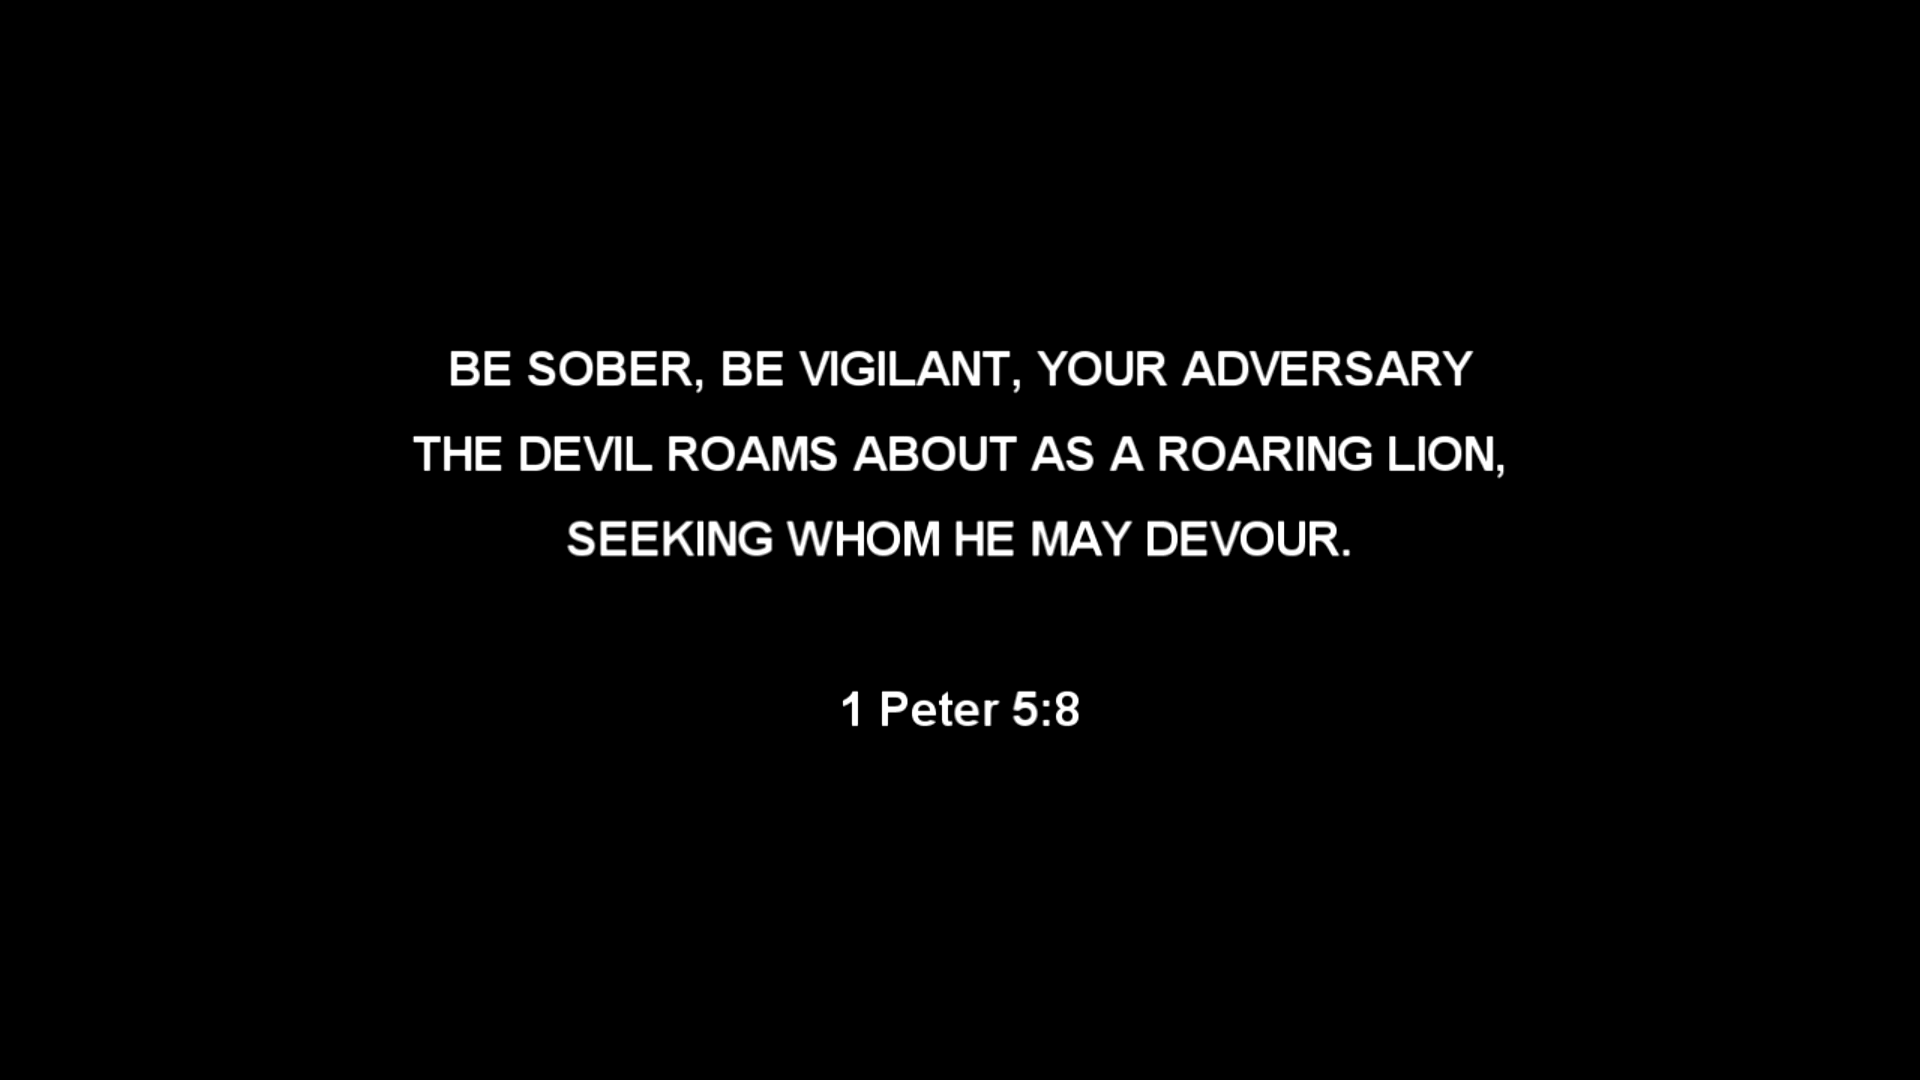 BE SOBER, BE VIGILANT, YOUR ADVERSARY
THE DEVIL ROAMS ABOUT AS A ROARING LION,
SEEKING WHOM HE MAY DEVOUR.
1 Peter 5:8